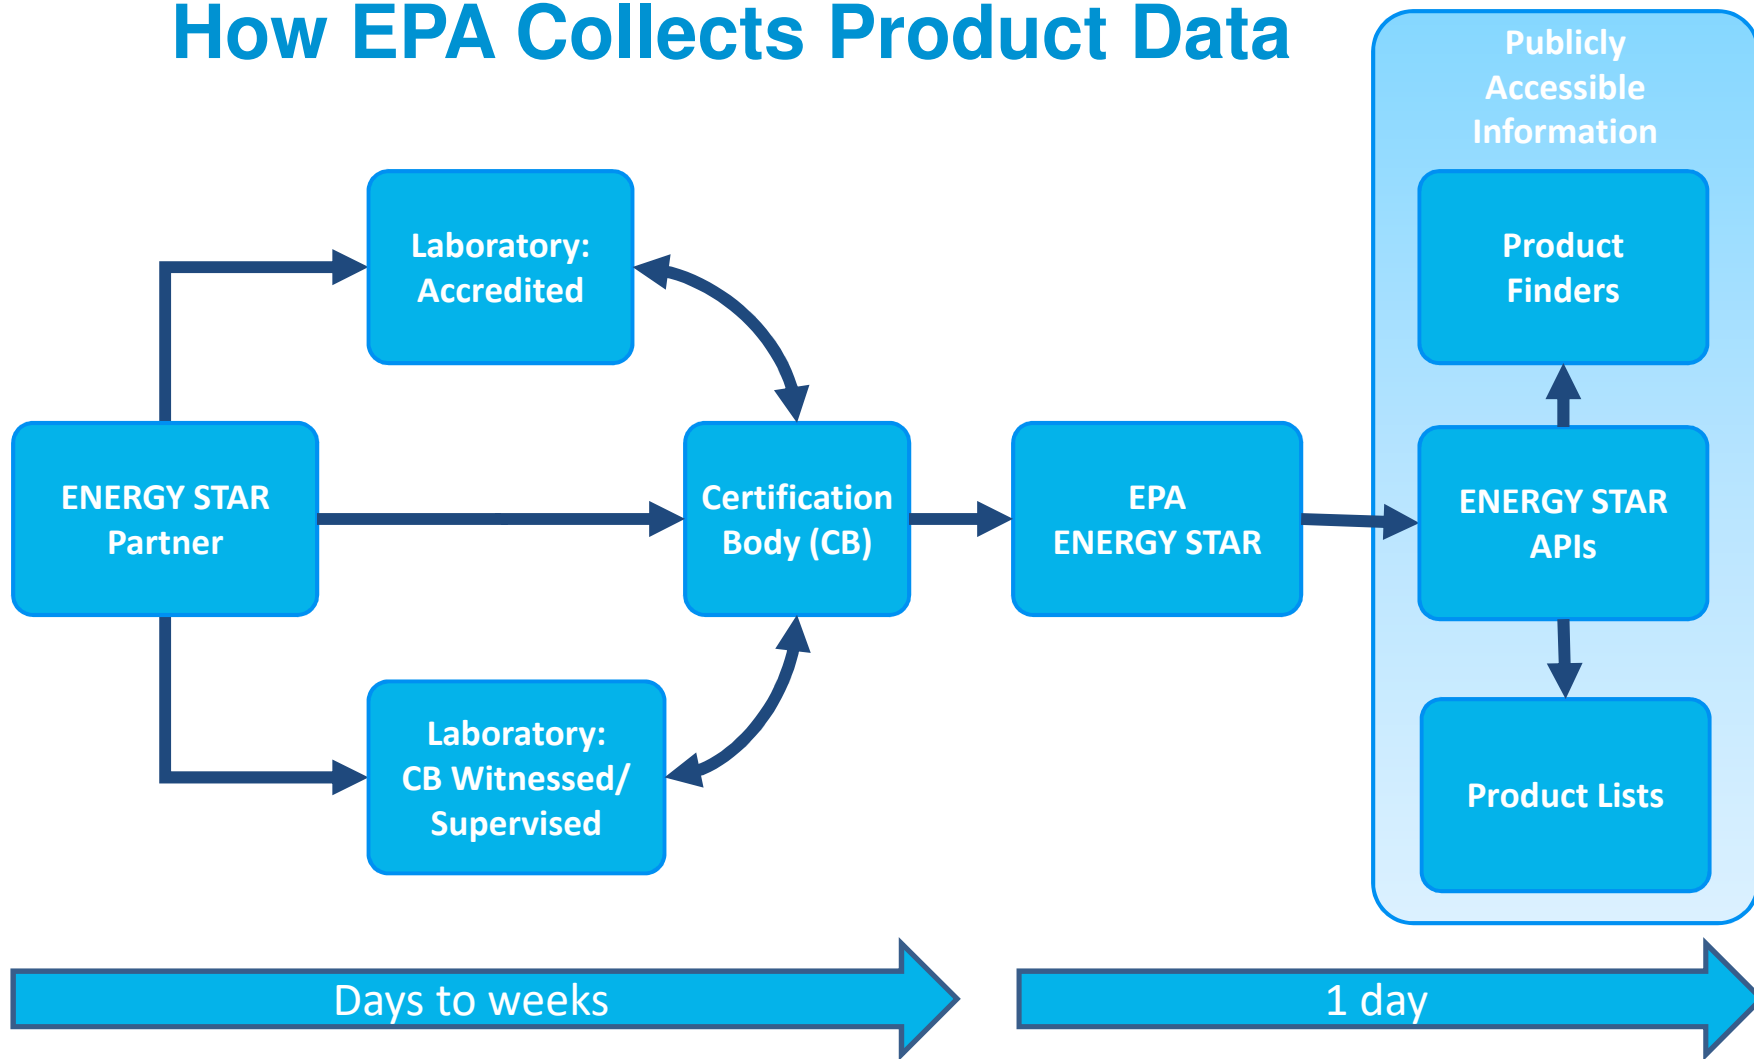 How EPA Collects Product Data
Publicly
Accessible
Information
Laboratory:
Accredited
Product
Finders
ENERGY STAR
Partner
Certification
Body (CB)
EPA
ENERGY STAR
ENERGY STAR
APIs
Laboratory:
CB Witnessed/
Supervised
Product Lists
Days to weeks
1 day